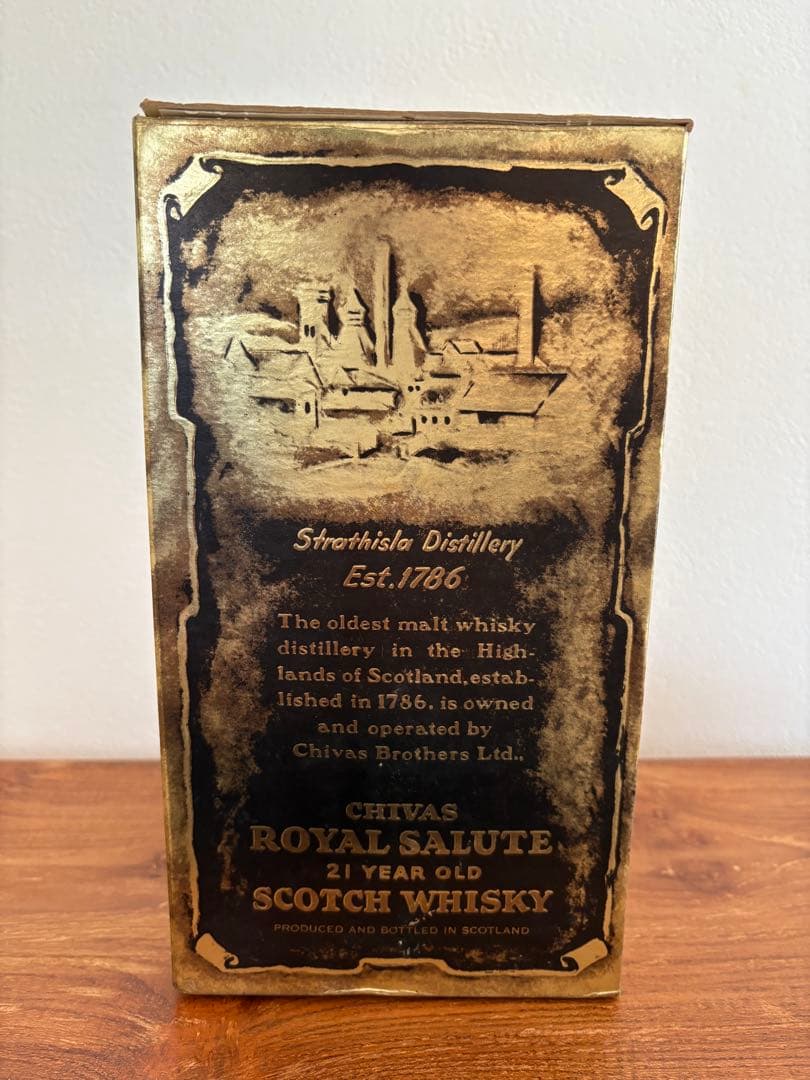 Strathisla Distillery
Est.1786
The oldest malt whisky
distillery in the High-
lands of Scotland, estab-
lished in 1786, is owned
and operated by
Chivas Brothers Ltd.,
CHIVAS
ROYAL SALUTE
21 YEAR OLD
SCOTCH WHISKY
PRODUCED AND BOTTLED IN SCOTLAND